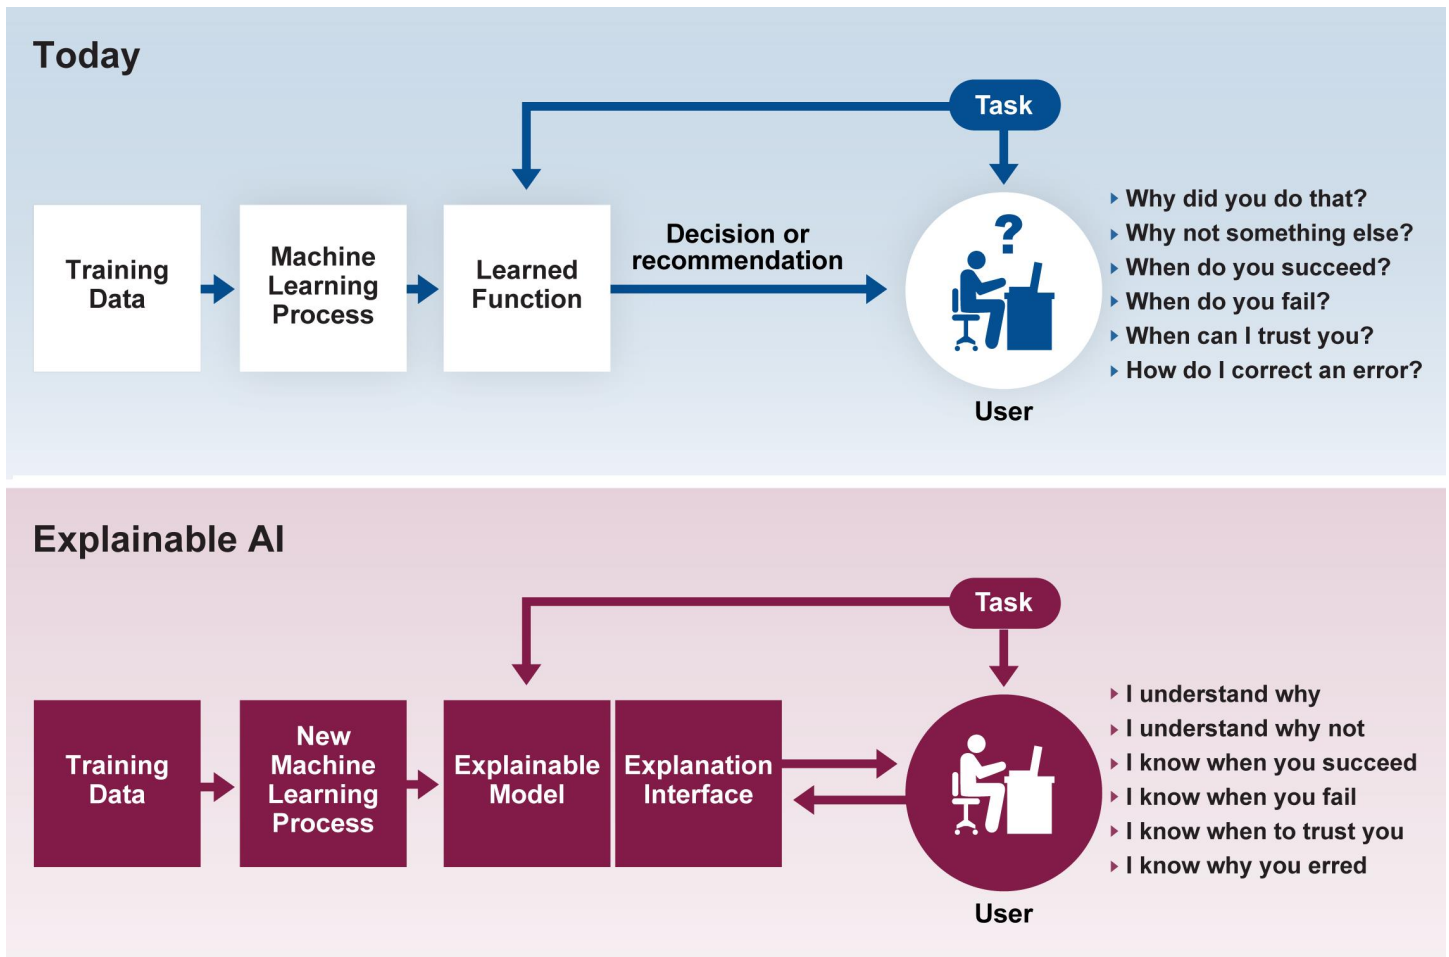 Today
Task
Training
Data
Machine
Learning
Process
Learned
Function
Decision or
recommendation
?
User
Why did you do that?
Why not something else?
When do you succeed?
When do you fail?
When can I trust you?
How do I correct an error?
Explainable AI
Task
Training
Data
New
Machine
Learning
Process
Explainable
Model
Explanation
Interface
User
I understand why
I understand why not
I know when you succeed
I know when you fail
I know when to trust you
I know why you erred